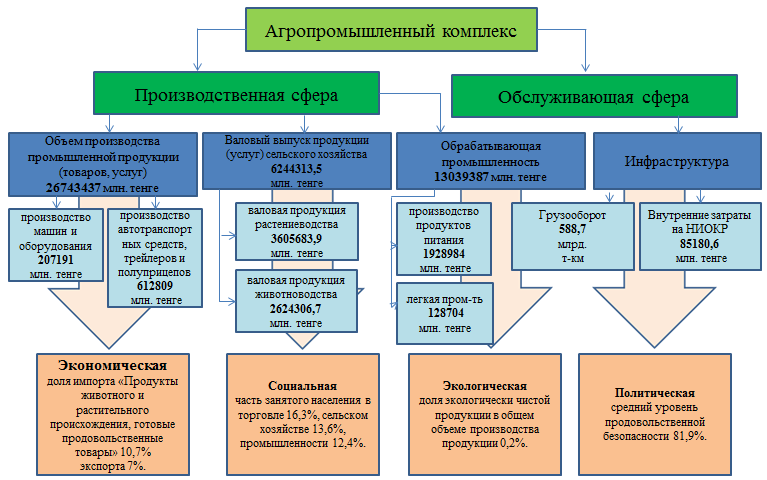 Агропромышленный комплекс
Производственная сфера
Обслуживающая сфера
Объем производства
промышленной продукции
(товаров, услуг)
26743437 млн. тенге
Валовый выпуск продукции
(услуг) сельского хозяйства
6244313,5
млн. тенге
Обрабатывающая
промышленность
13039387 млн. тенге
Инфраструктура
производство
машин и
оборудования
207191
млн. тенге
производство
автотранспорт
ных средств,
трейлеров и
полуприцепов
612809
млн. тенге
валовая продукция
растениеводства
3605683,9
млн. тенге
валовая продукция
животноводства
2624306,7
млн. тенге
производство
продуктов
питания
1928984
млн. тенге
легкая пром-ть
128704
млн. тенге
Грузооборот
588,7
млрд.
т-км
Внутренние затраты
на НИОКР
85180,6
млн. тенге
Экономическая
доля импорта «Продукты
животного и
растительного
происхождения, готовые
продовольственные
товары» 10,7%
экспорта 7%.
Социальная
часть занятого населения в
торговле 16,3%, сельском
хозяйстве 13,6%,
промышленности 12,4%.
Экологическая
доля экологически чистой
продукции в общем
объеме производства
продукции 0,2%.
Политическая
средний уровень
продовольственной
безопасности 81,9%.